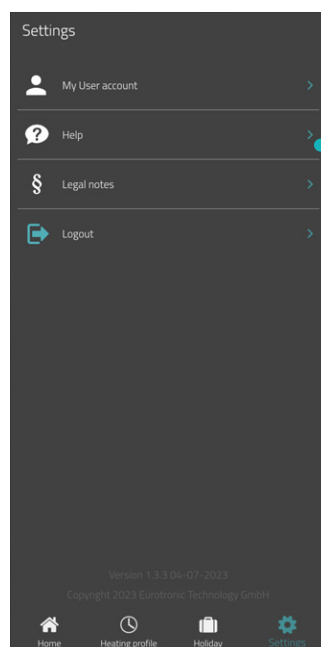 Settings
My User account
Help
Legal notes
Logout
Version 1.3.3 04-07-2023
Copyright 2023 Eurotronic Technology GmbH
Home
Heating profile
Holiday
Settings